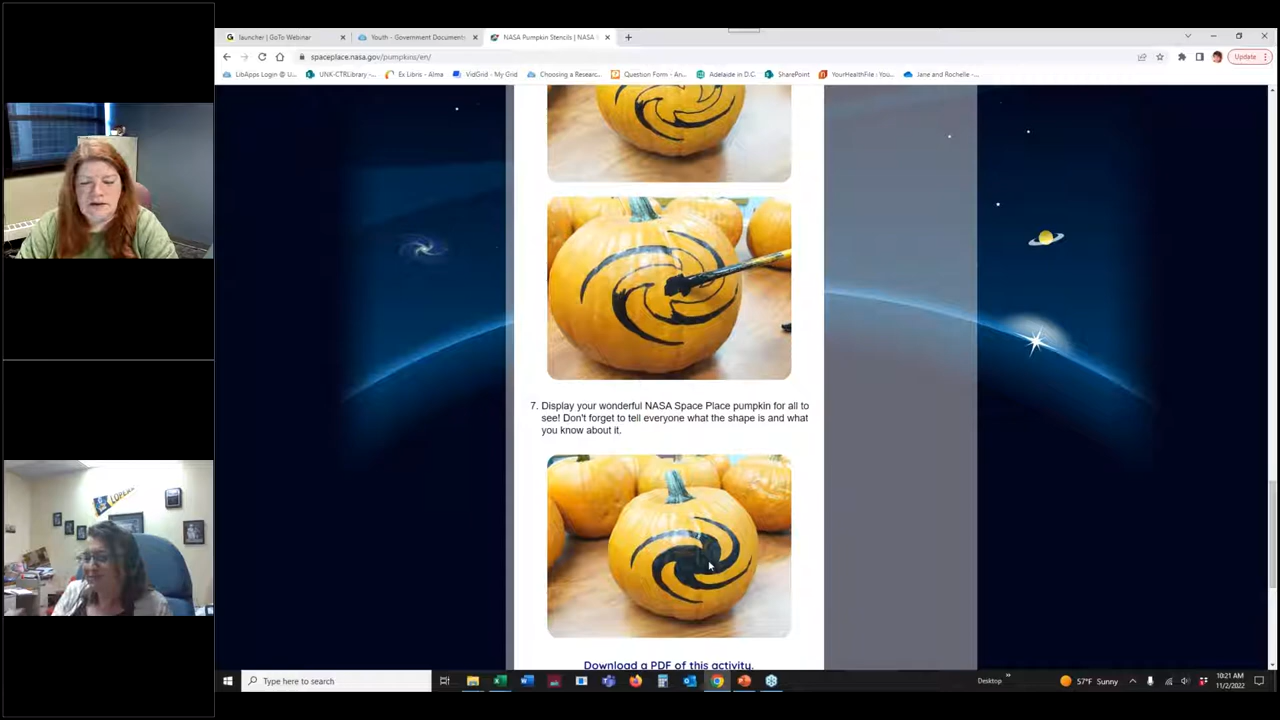 launcher | GoTo Webinar
Youth - Government Documents
NASA Pumpkin Stencils | NASA
spaceplace.nasa.gov/pumpkins/en/
Update
LibApps Login @ U...
UNK-CTRLibrary -...
Ex Libris - Alma
VidGrid - My Grid
Choosing a Researc...
Question Form - An...
Adelaide in D.C.
SharePoint
YourHealthFile : You...
Jane and Rochelle -...
LOPERS
7. Display your wonderful NASA Space Place pumpkin for all to
see! Don't forget to tell everyone what the shape is and what
you know about it.
Download a PDF of this activity.
Type here to search
Desktop
57°F Sunny
10:21 AM
11/2/2022